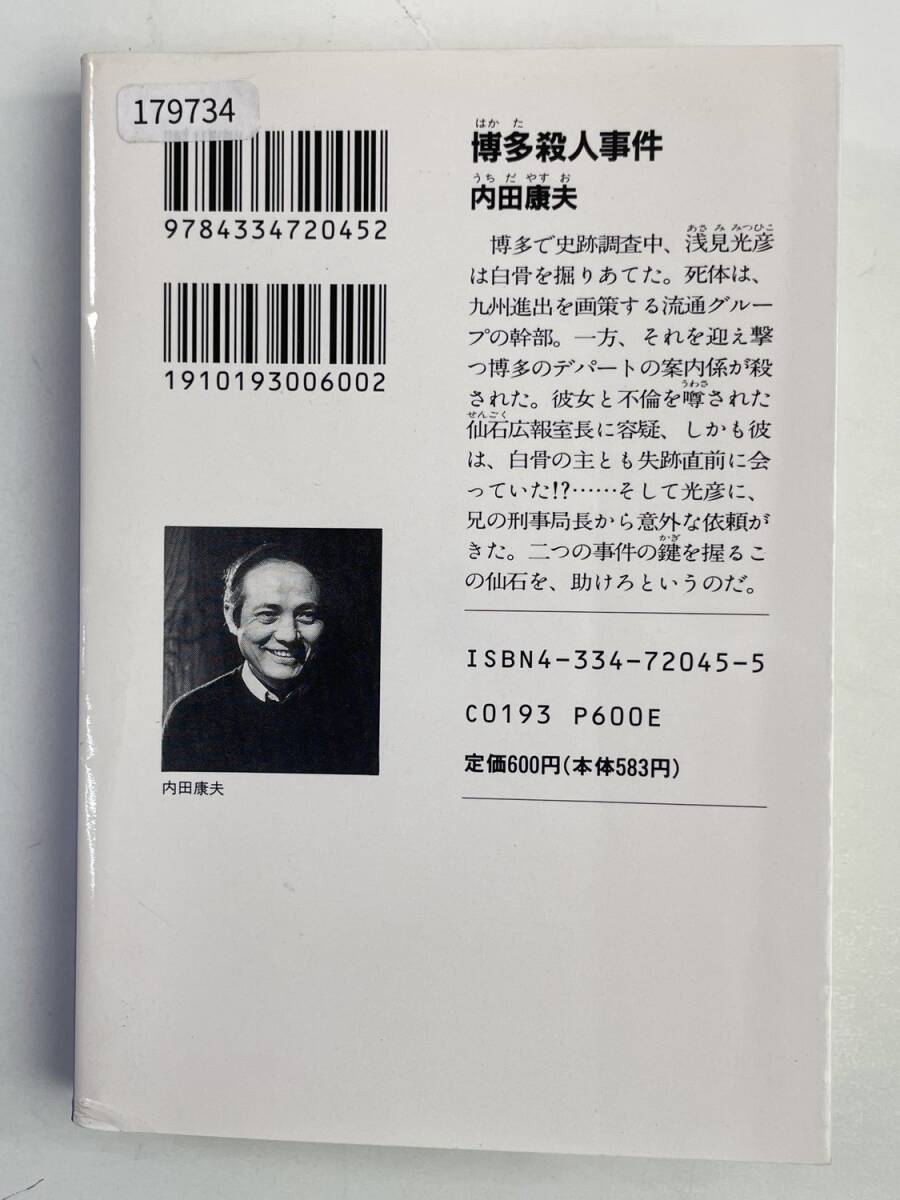 179734
9784334720452
1910193006002
内田康夫
はかた
博多殺人事件
うちだやすお
内田康夫
あさみみつひこ
博多で史跡調査中、浅見光彦
は白骨を掘りあてた。死体は、
九州進出を画策する流通グルー
プの幹部。一方、それを迎え撃
つ博多のデパートの案内係が殺
うわさ
された。彼女と不倫を噂された
せんごく
仙石広報室長に容疑、しかも彼
は、白骨の主とも失跡直前に会
っていた!?……そして光彦に、
兄の刑事局長から意外な依頼が
かぎ
きた。二つの事件の鍵を握るこ
の仙石を、助けろというのだ。
ISBN4-334-72045-5
C0193 P600E
定価600円(本体583円)